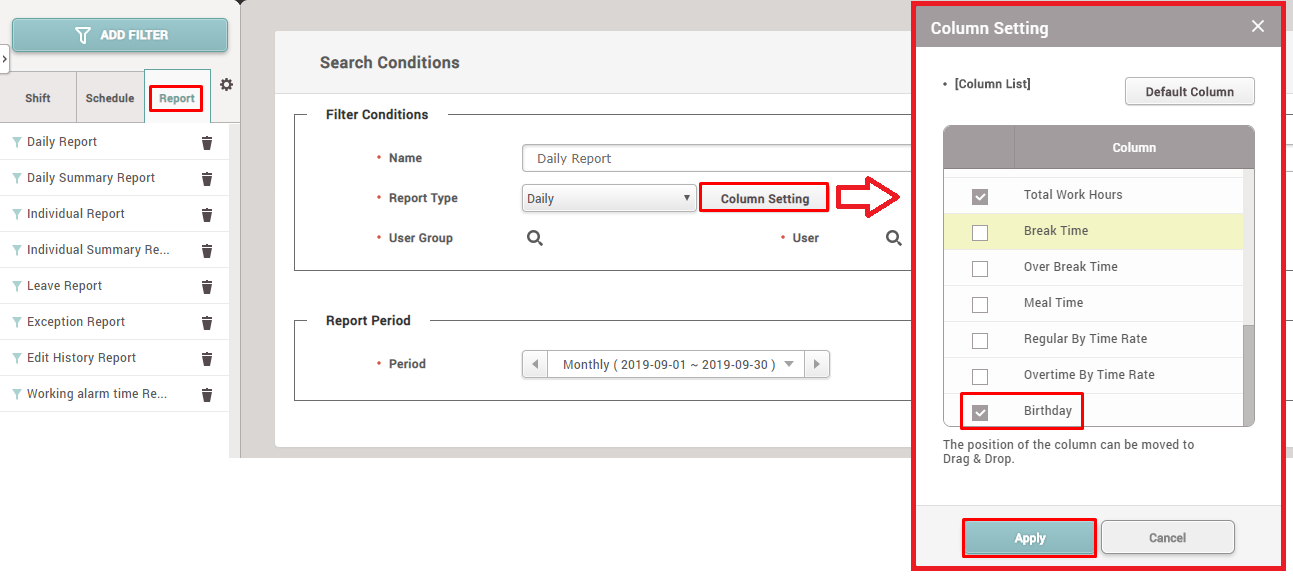 ADD FILTER
Shift
Schedule
Report
Daily Report
Daily Summary Report
Individual Report
Individual Summary Re...
Leave Report
Exception Report
Edit History Report
Working alarm time Re...
Search Conditions
Filter Conditions
• Name
Daily Report
• Report Type
Daily
Column Setting
• User Group
• User
Report Period
• Period
Monthly ( 2019-09-01 ~ 2019-09-30 )
Column Setting
• [Column List]
Default Column
Column
Total Work Hours
Break Time
Over Break Time
Meal Time
Regular By Time Rate
Overtime By Time Rate
Birthday
The position of the column can be moved to
Drag & Drop.
Apply
Cancel